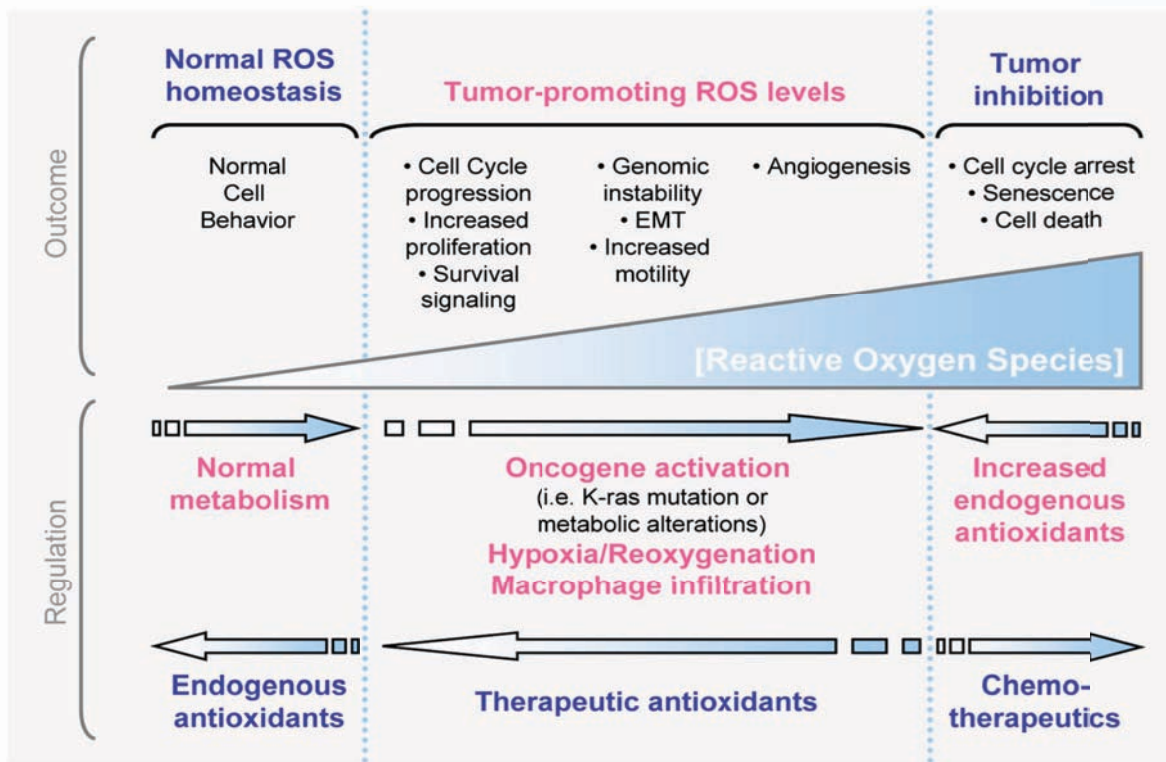 Outcome
Normal ROS
homeostasis
Normal
Cell
Behavior
Tumor-promoting ROS levels
• Cell Cycle
progression
• Increased
proliferation
• Survival
signaling
• Genomic
instability
• EMT
• Increased
motility
• Angiogenesis
Tumor
inhibition
• Cell cycle arrest
• Senescence
• Cell death
[Reactive Oxygen Species]
Regulation
Normal
metabolism
Oncogene activation
(i.e. K-ras mutation or
metabolic alterations)
Hypoxia/Reoxygenation
Macrophage infiltration
Increased
endogenous
antioxidants
Endogenous
antioxidants
Therapeutic antioxidants
Chemo-
therapeutics